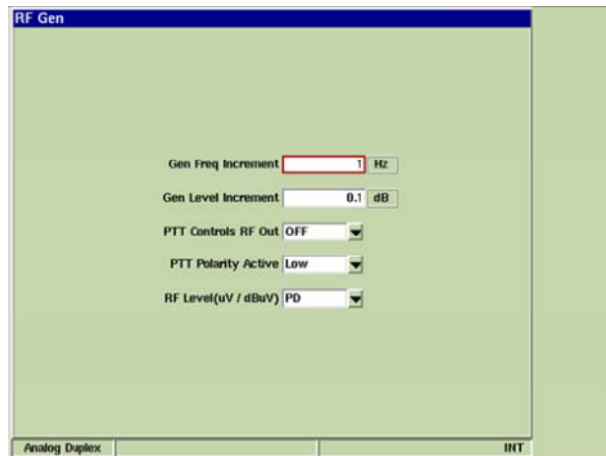 RF Gen
Gen Freq Increment 1 Hz
Gen Level Increment 0.1 dB
PTT Controls RF Out OFF
PTT Polarity Active Low
RF Level(uV / dBuV) PD
Analog Duplex INT